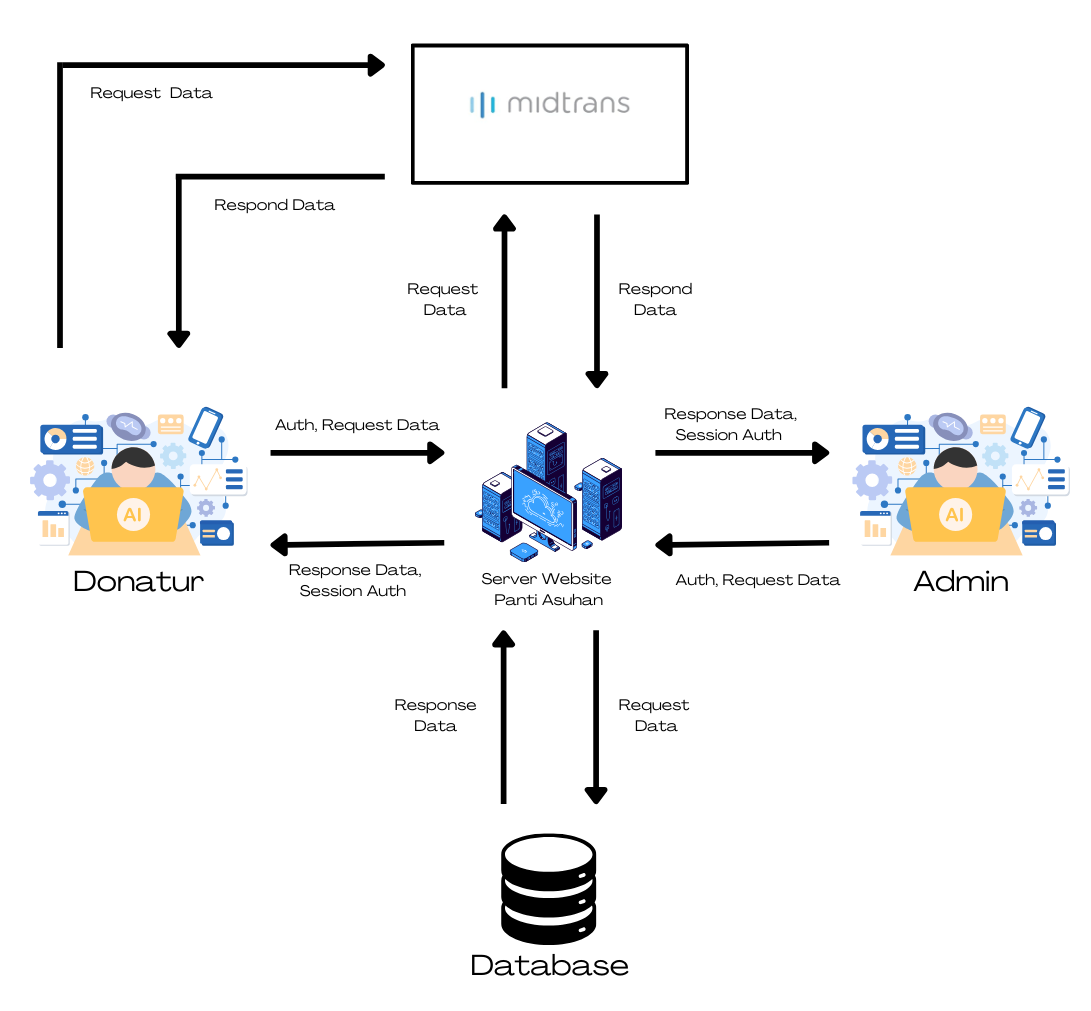 Request Data
midtrans
Respond Data
Request
Data
Respond
Data
Auth, Request Data
Response Data,
Session Auth
AI
AI
Donatur
Response Data,
Session Auth
Server Website
Panti Asuhan
Auth, Request Data
Admin
Response
Data
Request
Data
Database